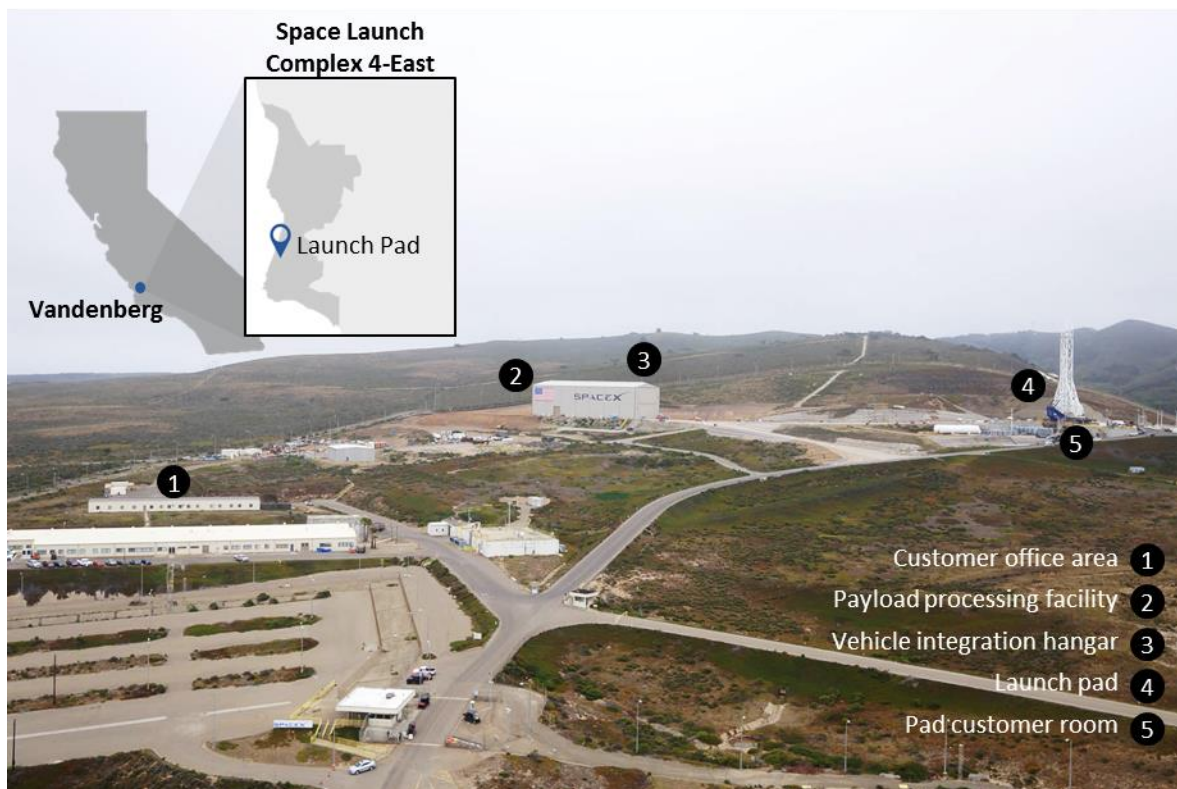 Space Launch
Complex 4-East
Launch Pad
Vandenberg
2
3
SPACEX
4
5
1
SPACEX
Customer office area 1
Payload processing facility 2
Vehicle integration hangar 3
Launch pad 4
Pad customer room 5